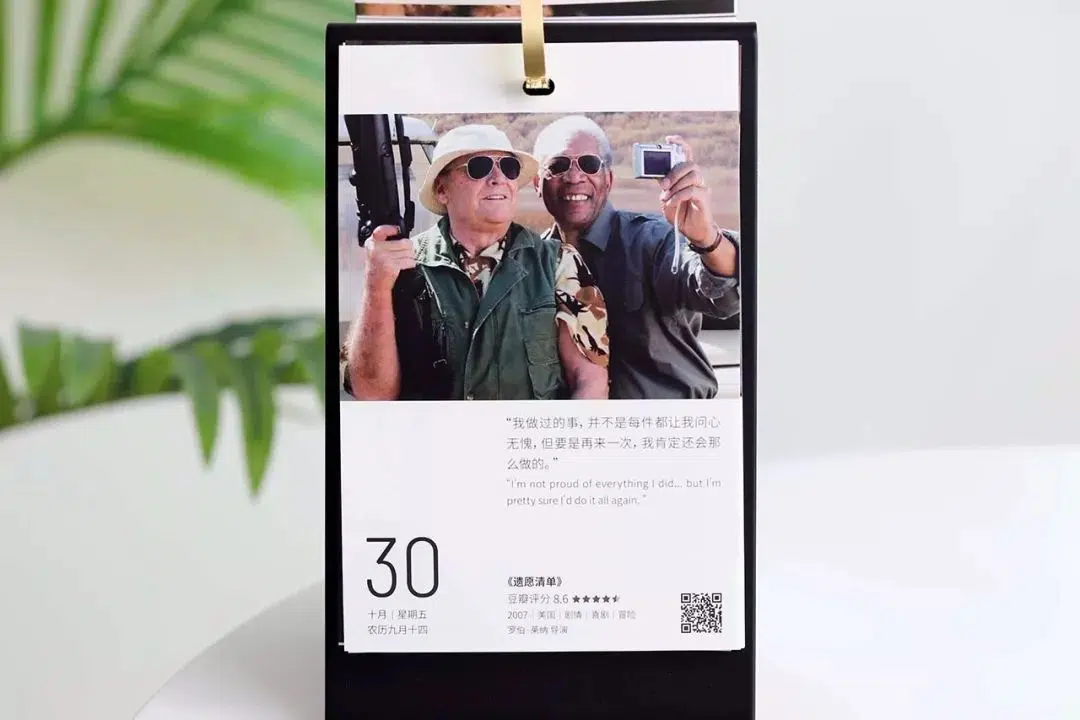 “我做过的事，并不是每件都让我问心
无愧，但要是再来一次，我肯定还会那
么做的。”
“I'm not proud of everything I did... but I'm
pretty sure I'd do it all again. ”
30
十月｜星期五
农历九月十四
《遗愿清单》
豆瓣评分 8.6
2007｜美国｜剧情｜喜剧｜冒险
罗伯·莱纳 导演